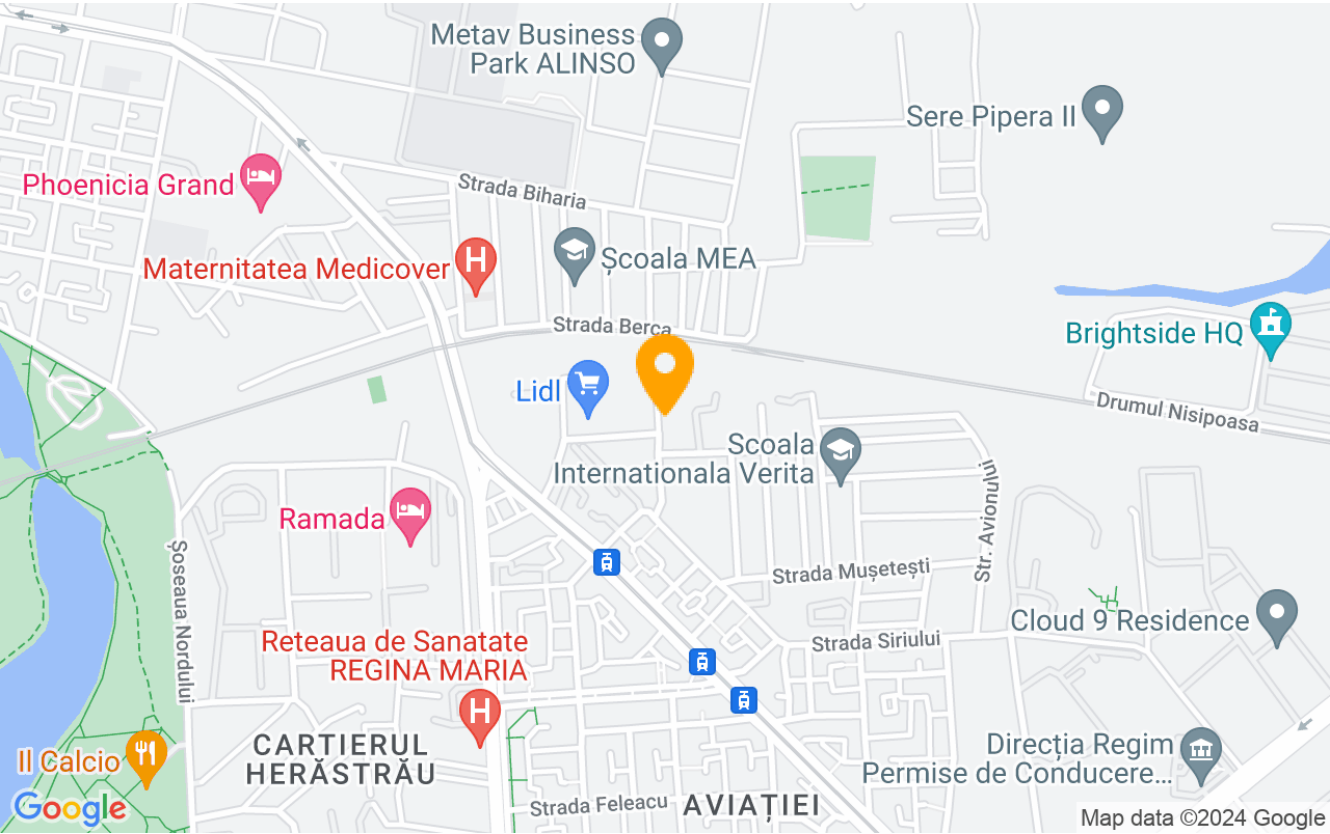 Metav Business
Park ALINSO
Sere Pipera II
Phoenicia Grand
Strada Biharia
Maternitatea Medicover
H
Școala MEA
Strada Berca
Brightside HQ
Lidl
Drumul Nisipoasa
Scoala
Internationala Verita
Ramada
Str. Avionului
Șoseaua Nordului
Strada Mușetești
Cloud 9 Residence
Reteaua de Sanatate
REGINA MARIA
H
Strada Siriului
CARTIERUL
HERĂSTRĂU
Il Calcio
Direcția Regim
Permise de Conducere...
Strada Feleacu
AVIAȚIEI
Google
Map data ©2024 Google